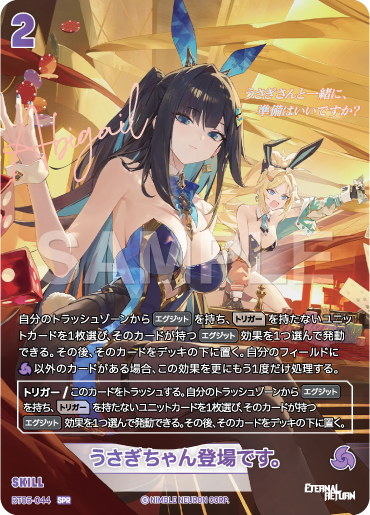 2
うさぎさんと一緒に、
準備はいいですか?
Abigail
SAMPLE
自分のトラッシュゾーンから エグジット を持ち、トリガー を持たないユニッ
トカードを1枚選び、そのカードが持つ エグジット 効果を1つ選んで発動
できる。その後、そのカードをデッキの下に置く。自分のフィールドに
以外のカードがある場合、この効果を更にもう1度だけ処理する。
トリガー / このカードをトラッシュする。自分のトラッシュゾーンから エグジット
を持ち、トリガー を持たないユニットカードを1枚選び、そのカードが持つ
エグジット 効果を1つ選んで発動できる。その後、そのカードをデッキの下に置く。
うさぎちゃん登場です。
SKILL
BT06-044 SPR
© NIMBLE NEURON CORP.
ETERNAL
RETURN